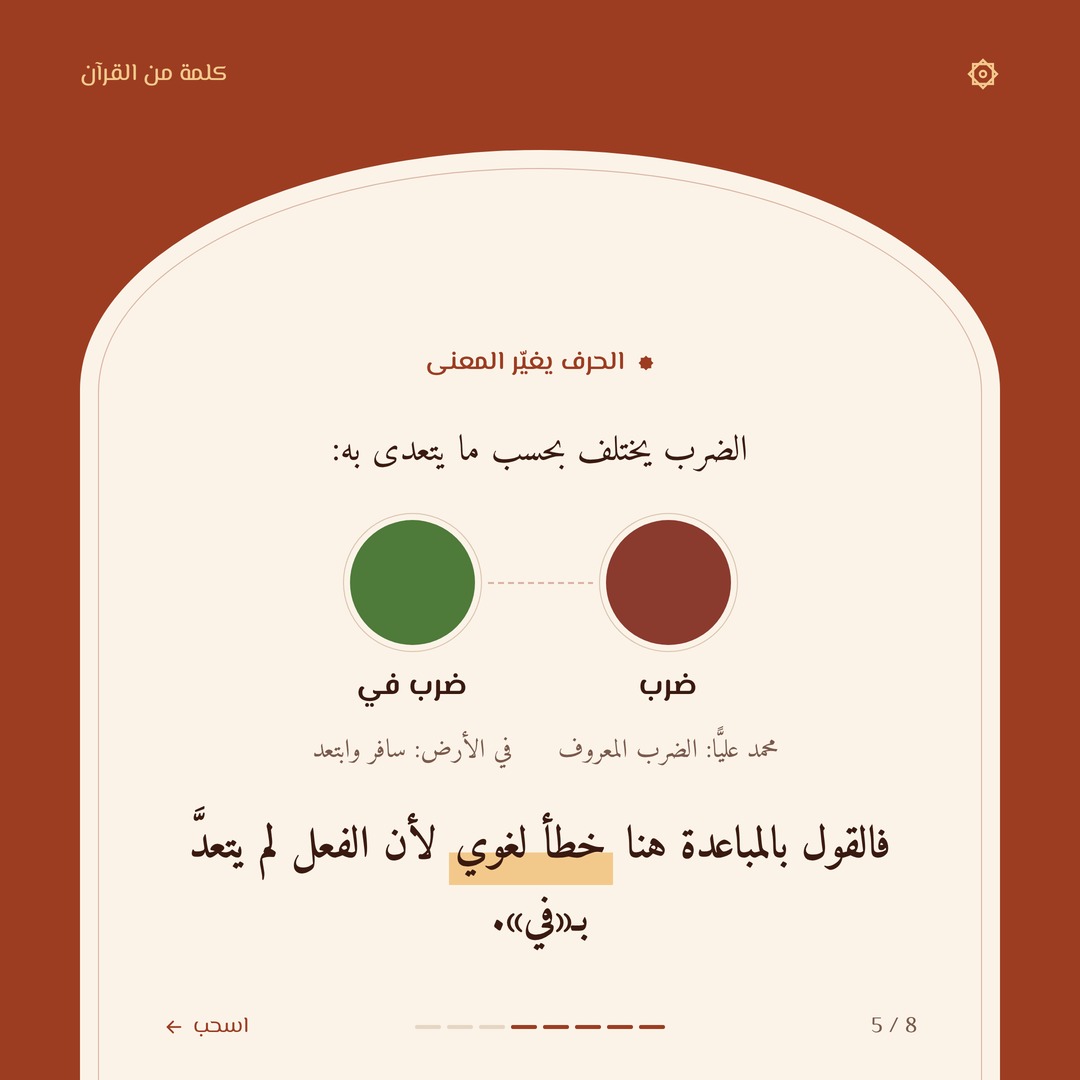 كلمة من القرآن
الحرف يغيّر المعنى
الضرب يختلف بحسب ما يتعدى به:
ضرب
ضرب في
محمد عليًّا: الضرب المعروف
في الأرض: سافر وابتعد
فالقول بالمباعدة هنا خطأ لغوي لأن الفعل لم يتعدَّ
بـ«في».
5 / 8
اسحب ←